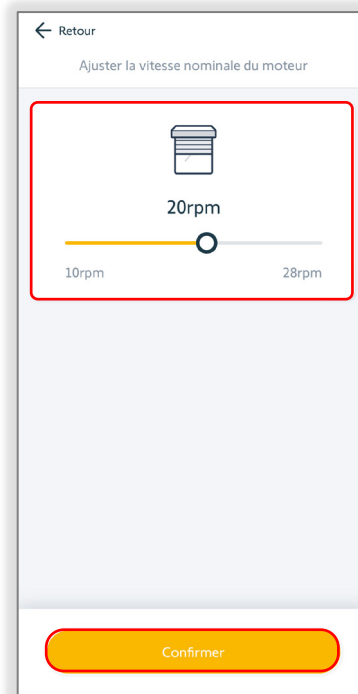 Retour
Ajuster la vitesse nominale du moteur
20rpm
10rpm 28rpm
Confirmer